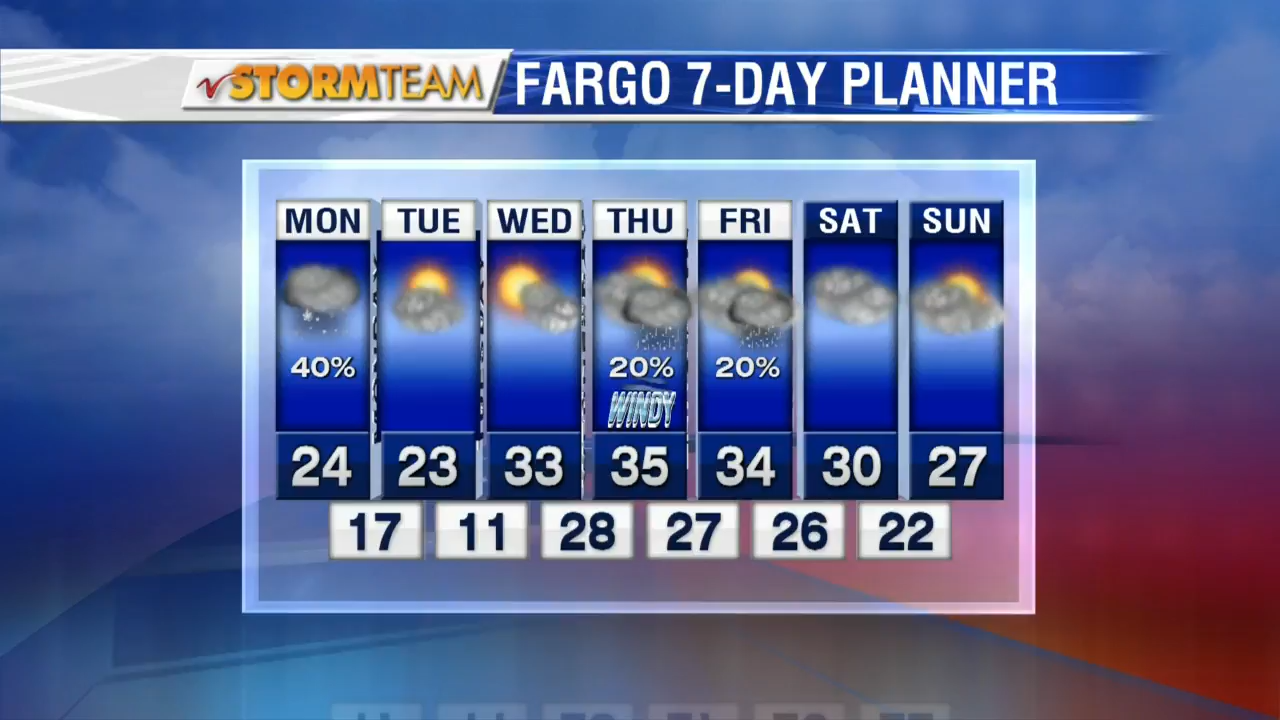 STORMTEAM FARGO 7-DAY PLANNER
MON TUE WED THU FRI SAT SUN
40% 20% 20%
WINDY
24 23 33 35 34 30 27
17 11 28 27 26 22